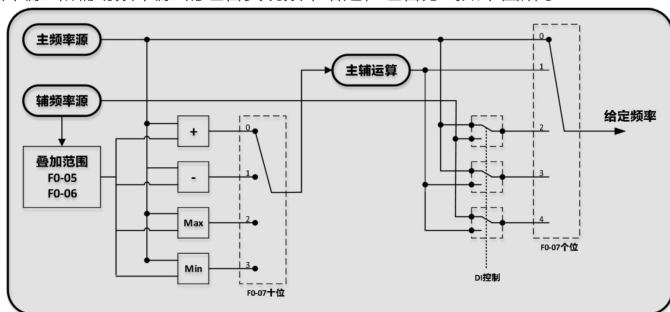 主频率源
辅频率源
叠加范围
F0-05
F0-06
+
-
Max
Min
0
1
2
3
F0-07十位
主辅运算
DI控制
0
1
2
3
4
F0-07个位
给定频率